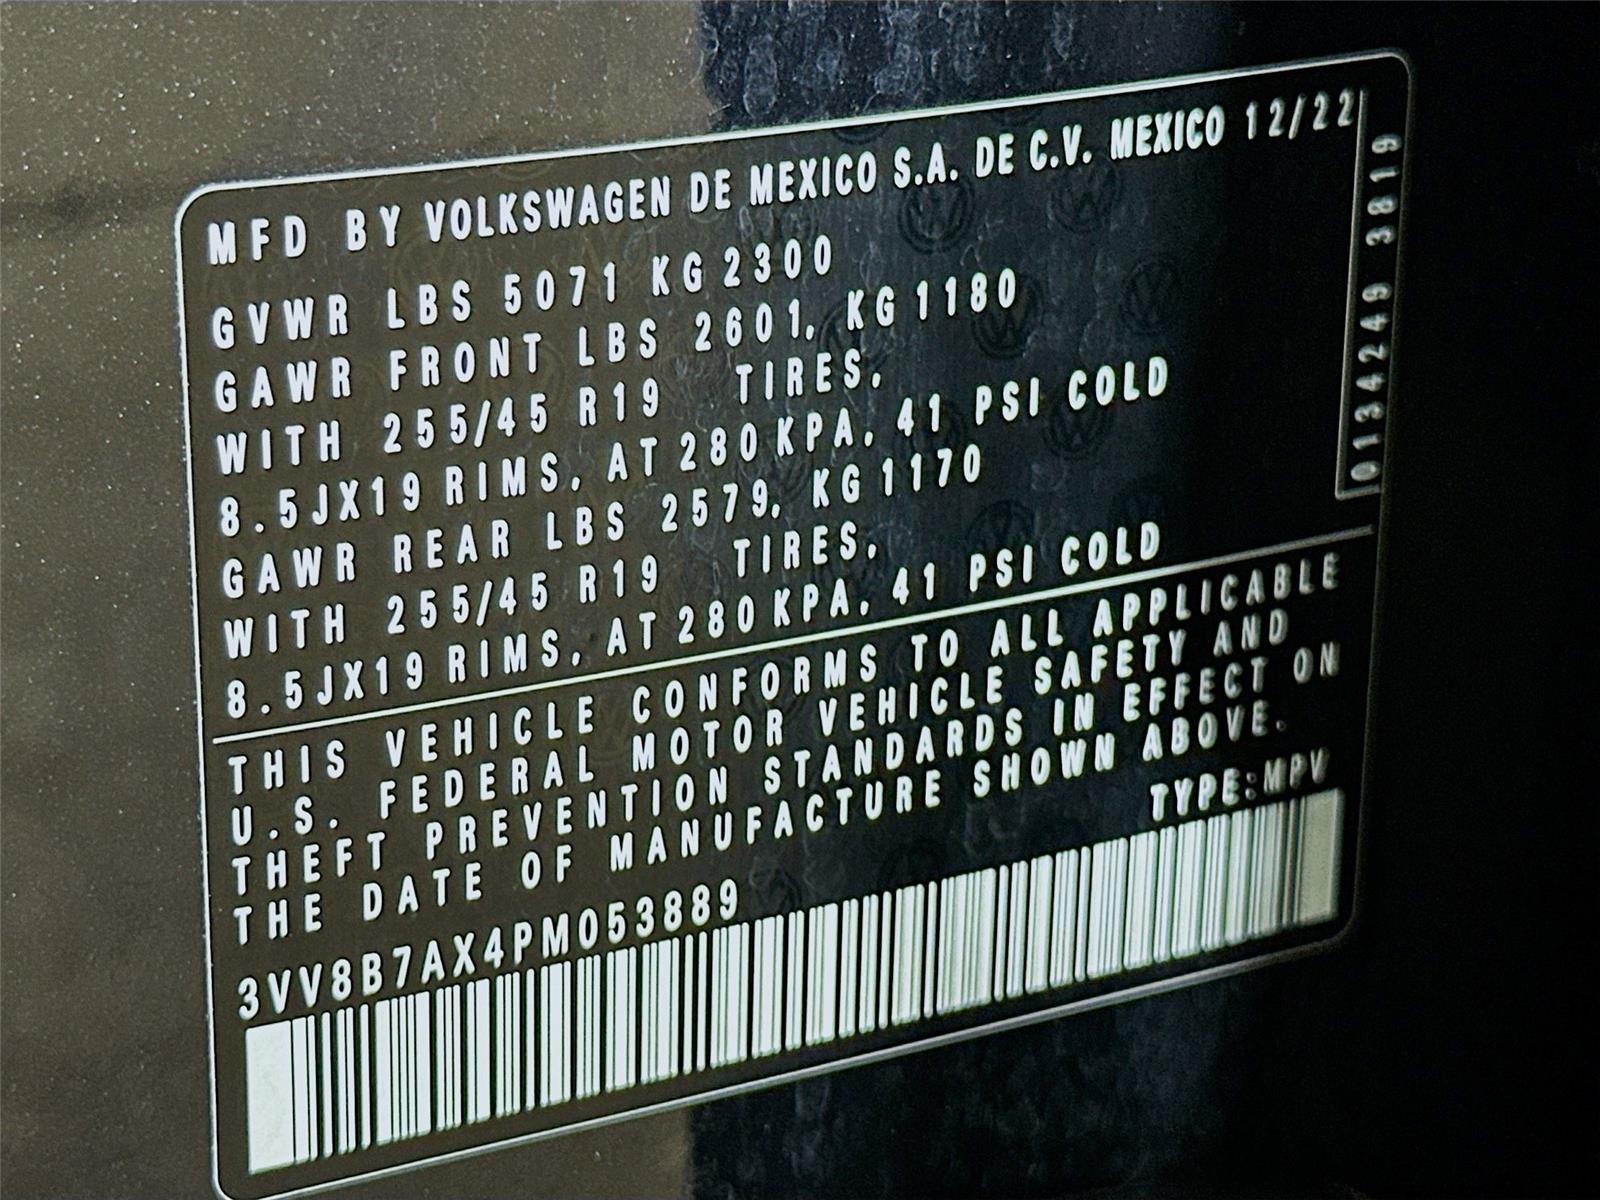 MFD BY VOLKSWAGEN DE MEXICO S.A. DE C.V. MEXICO 12/22
GVWR LBS 5071 KG 2300
GAWR FRONT LBS 2601, KG 1180
WITH 255/45 R19 TIRES,
8.5JX19 RIMS, AT 280 KPA, 41 PSI COLD
GAWR REAR LBS 2579, KG 1170
WITH 255/45 R19 TIRES,
8.5JX19 RIMS, AT 280 KPA, 41 PSI COLD
0134249 3819
THIS VEHICLE CONFORMS TO ALL APPLICABLE
U.S. FEDERAL MOTOR VEHICLE SAFETY AND
THEFT PREVENTION STANDARDS IN EFFECT ON
THE DATE OF MANUFACTURE SHOWN ABOVE.
TYPE:MPV
3VV8B7AX4PM053889